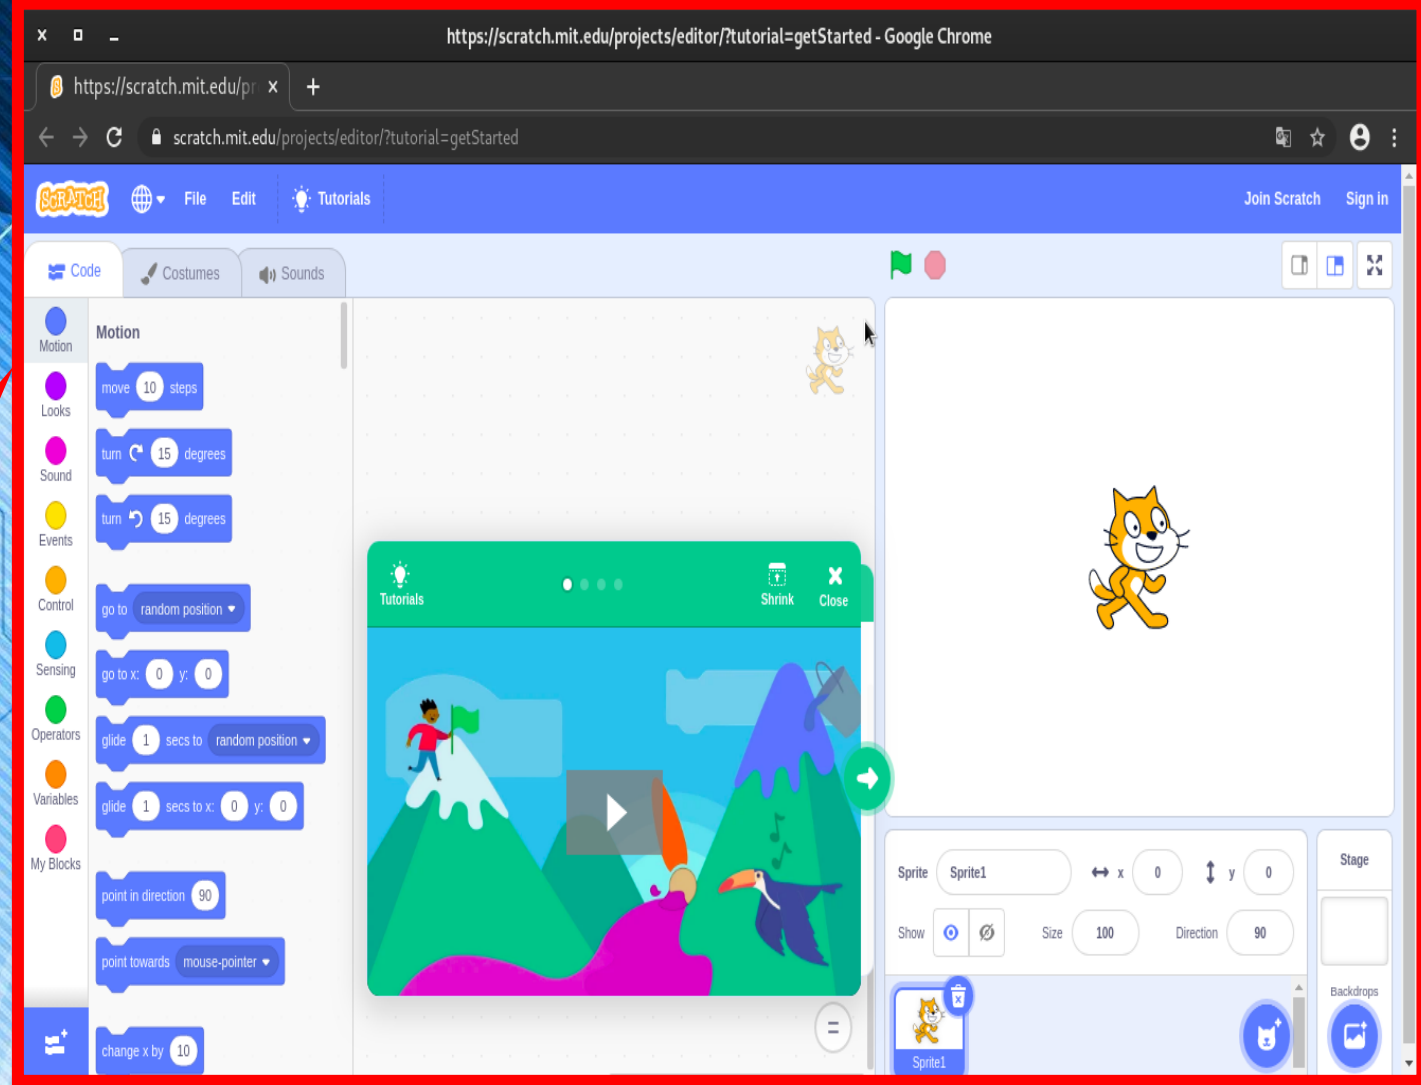 https://scratch.mit.edu/projects/editor/?tutorial=getStarted - Google Chrome
https://scratch.mit.edu/pr
scratch.mit.edu/projects/editor/?tutorial=getStarted
SCRATCH File Edit Tutorials Join Scratch Sign in
Code Costumes Sounds
Motion
Looks
Sound
Events
Control
Sensing
Operators
Variables
My Blocks
Motion
move 10 steps
turn 15 degrees
turn 15 degrees
go to random position
go to x: 0 y: 0
glide 1 secs to random position
glide 1 secs to x: 0 y: 0
point in direction 90
point towards mouse-pointer
change x by 10
Tutorials Shrink Close
Sprite Sprite1 x 0 y 0
Show Size 100 Direction 90
Sprite1
Stage
Backdrops